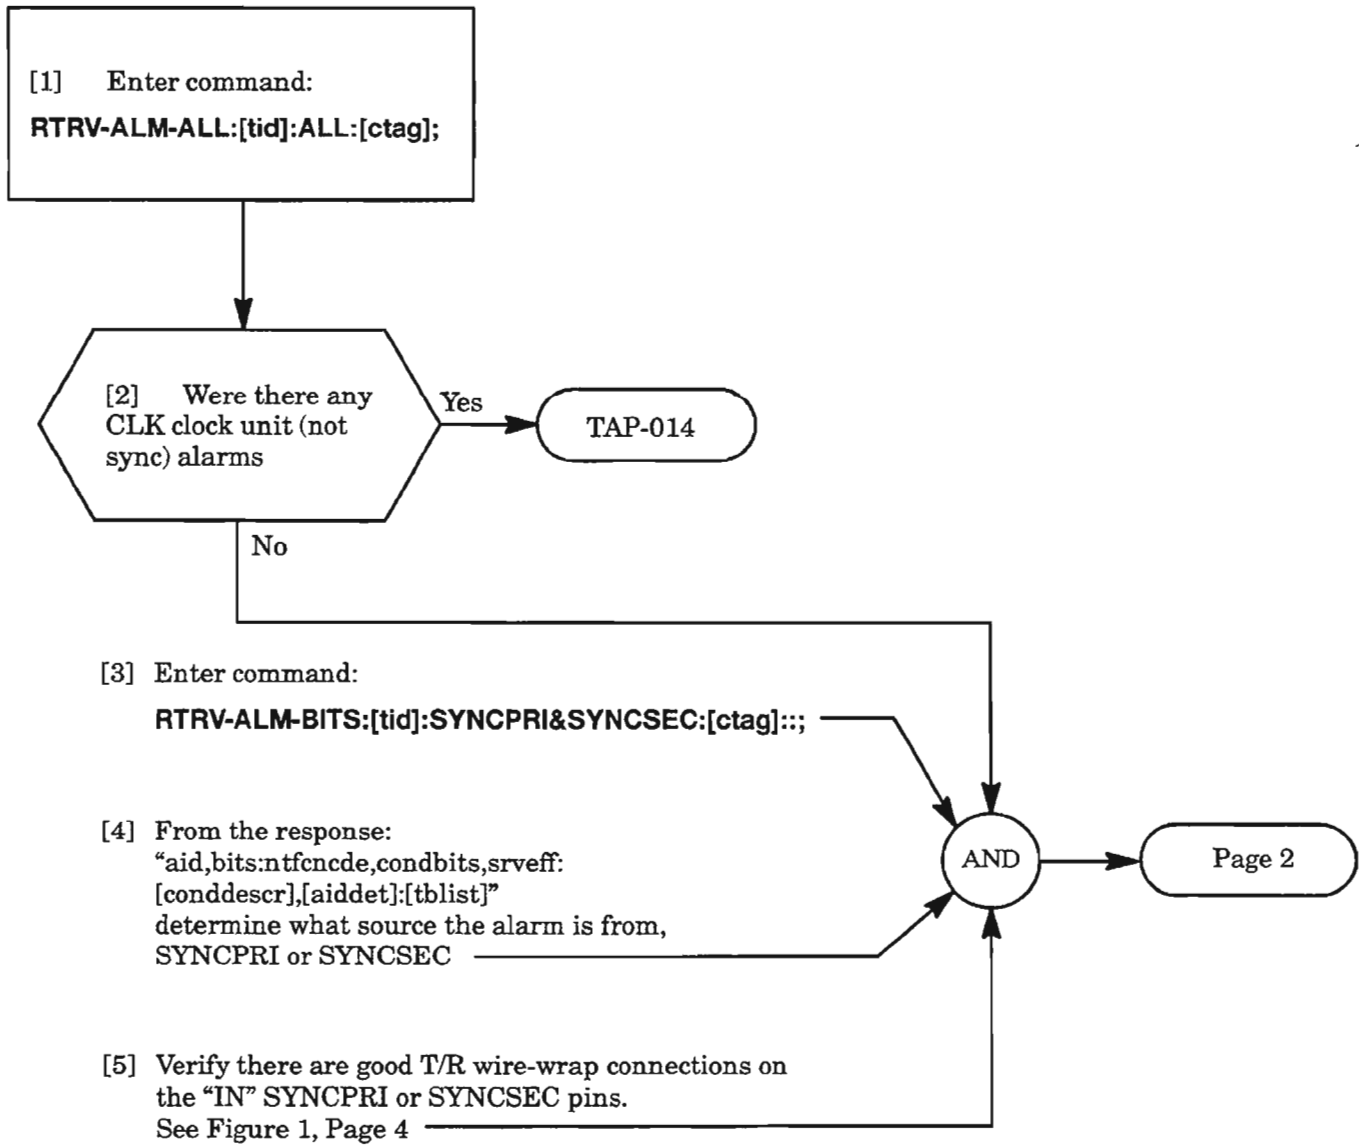 [1] Enter command:
RTRV-ALM-ALL:[tid]:ALL:[ctag];
[2] Were there any
CLK clock unit (not
sync) alarms
Yes
TAP-014
No
[3] Enter command:
RTRV-ALM-BITS:[tid]:SYNCPRI&SYNCSEC:[ctag]::;
[4] From the response:
“aid,bits:ntfcncde,condbits,srveff:
[conddescr],[aiddet]:[tblist]”
determine what source the alarm is from,
SYNCPRI or SYNCSEC
AND
Page 2
[5] Verify there are good T/R wire-wrap connections on
the “IN” SYNCPRI or SYNCSEC pins.
See Figure 1, Page 4